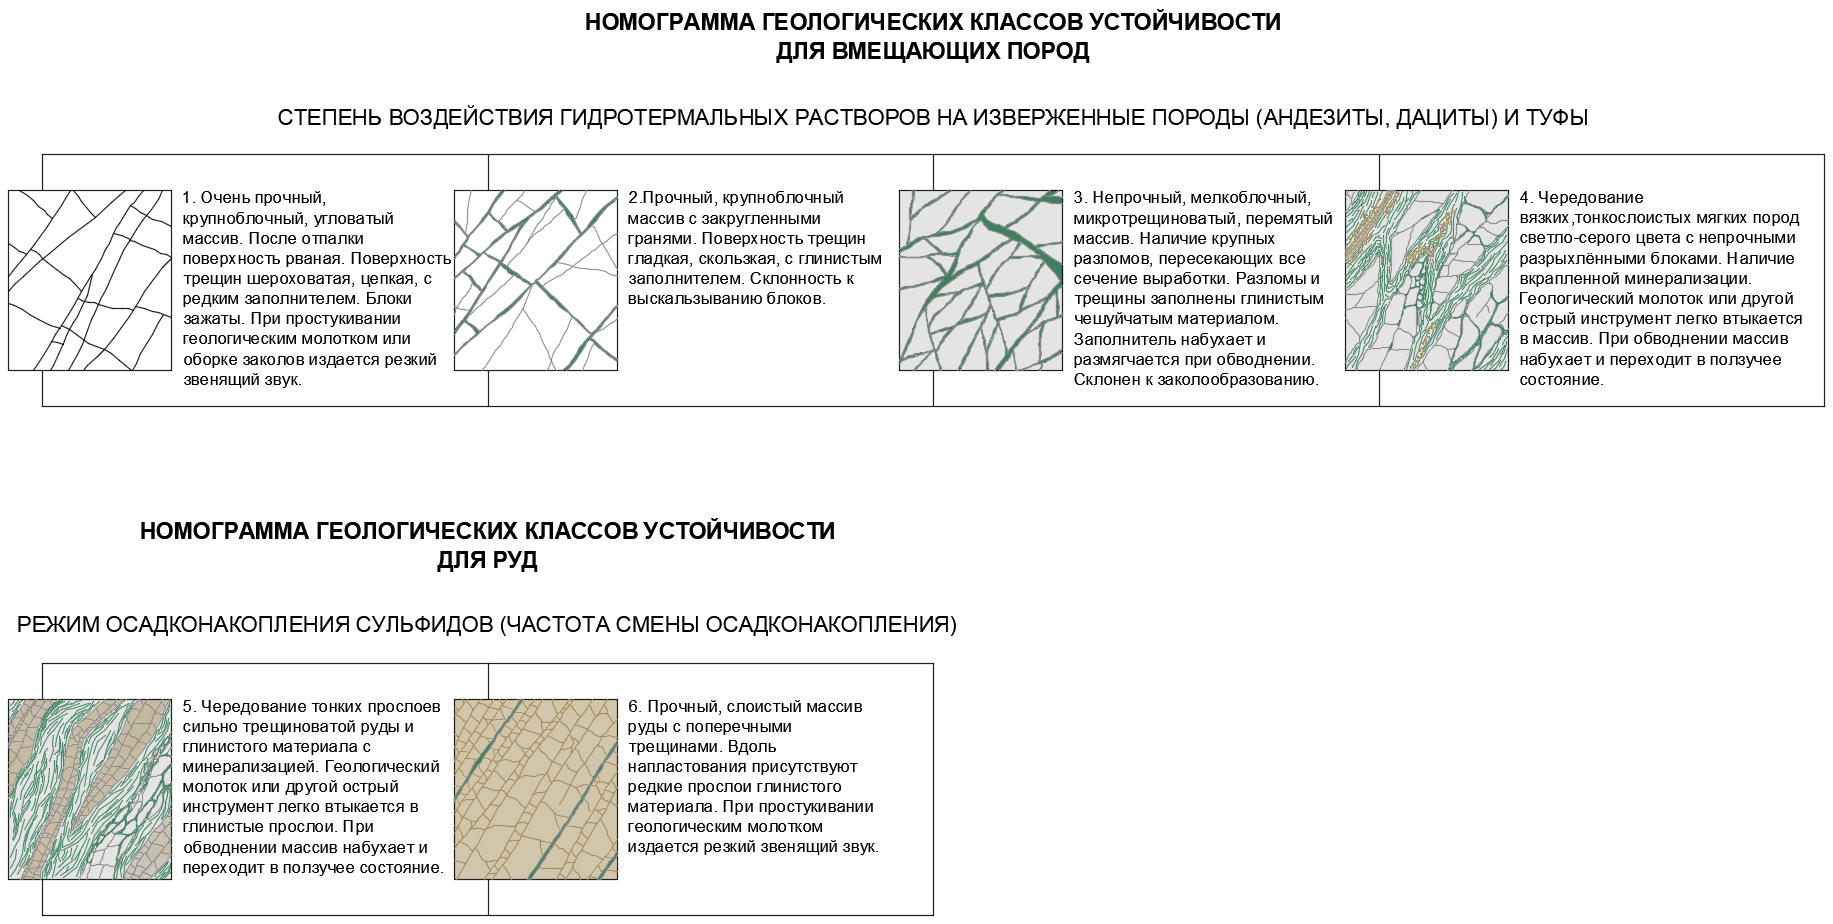 НОМОГРАММА ГЕОЛОГИЧЕСКИХ КЛАССОВ УСТОЙЧИВОСТИ
ДЛЯ ВМЕЩАЮЩИХ ПОРОД
СТЕПЕНЬ ВОЗДЕЙСТВИЯ ГИДРОТЕРМАЛЬНЫХ РАСТВОРОВ НА ИЗВЕРЖЕННЫЕ ПОРОДЫ (АНДЕЗИТЫ, ДАЦИТЫ) И ТУФЫ
1. Очень прочный,
крупноблочный, угловатый
массив. После отпалки
поверхность рваная. Поверхность
трещин шероховатая, цепкая, с
редким заполнителем. Блоки
зажаты. При простукивании
геологическим молотком или
оборке заколов издается резкий
звенящий звук.
2.Прочный, крупноблочный
массив с закругленными
гранями. Поверхность трещин
гладкая, скользкая, с глинистым
заполнителем. Склонность к
выскальзыванию блоков.
3. Непрочный, мелкоблочный,
микротрещиноватый, перемятый
массив. Наличие крупных
разломов, пересекающих все
сечение выработки. Разломы и
трещины заполнены глинистым
чешуйчатым материалом.
Заполнитель набухает и
размягчается при обводнении.
Склонен к заколообразованию.
4. Чередование
вязких,тонкослоистых мягких пород
светло-серого цвета с непрочными
разрыхлёнными блоками. Наличие
вкрапленной минерализации.
Геологический молоток или другой
острый инструмент легко втыкается
в массив. При обводнении массив
набухает и переходит в ползучее
состояние.
НОМОГРАММА ГЕОЛОГИЧЕСКИХ КЛАССОВ УСТОЙЧИВОСТИ
ДЛЯ РУД
РЕЖИМ ОСАДКОНАКОПЛЕНИЯ СУЛЬФИДОВ (ЧАСТОТА СМЕНЫ ОСАДКОНАКОПЛЕНИЯ)
5. Чередование тонких прослоев
сильно трещиноватой руды и
глинистого материала с
минерализацией. Геологический
молоток или другой острый
инструмент легко втыкается в
глинистые прослои. При
обводнении массив набухает и
переходит в ползучее состояние.
6. Прочный, слоистый массив
руды с поперечными
трещинами. Вдоль
напластования присутствуют
редкие прослои глинистого
материала. При простукивании
геологическим молотком
издается резкий звенящий звук.